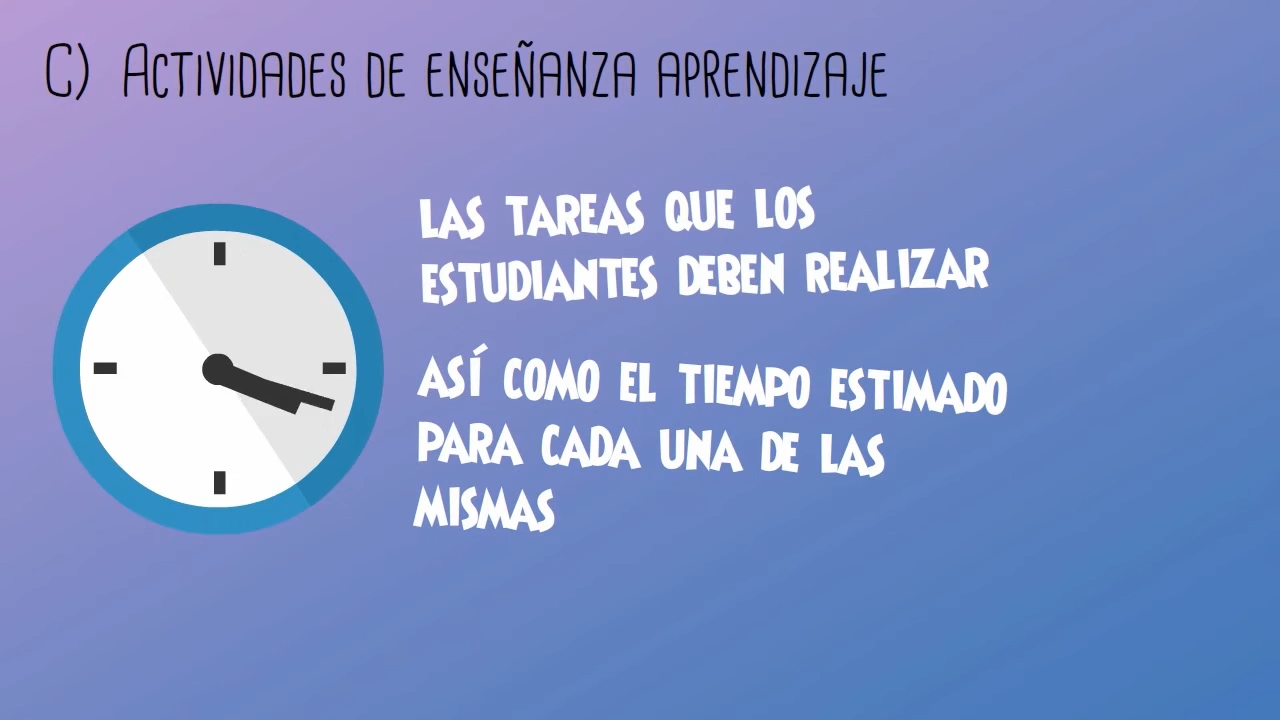 C) Actividades de enseñanza aprendizaje
LAS TAREAS QUE LOS
ESTUDIANTES DEBEN REALIZAR
ASÍ COMO EL TIEMPO ESTIMADO
PARA CADA UNA DE LAS
MISMAS